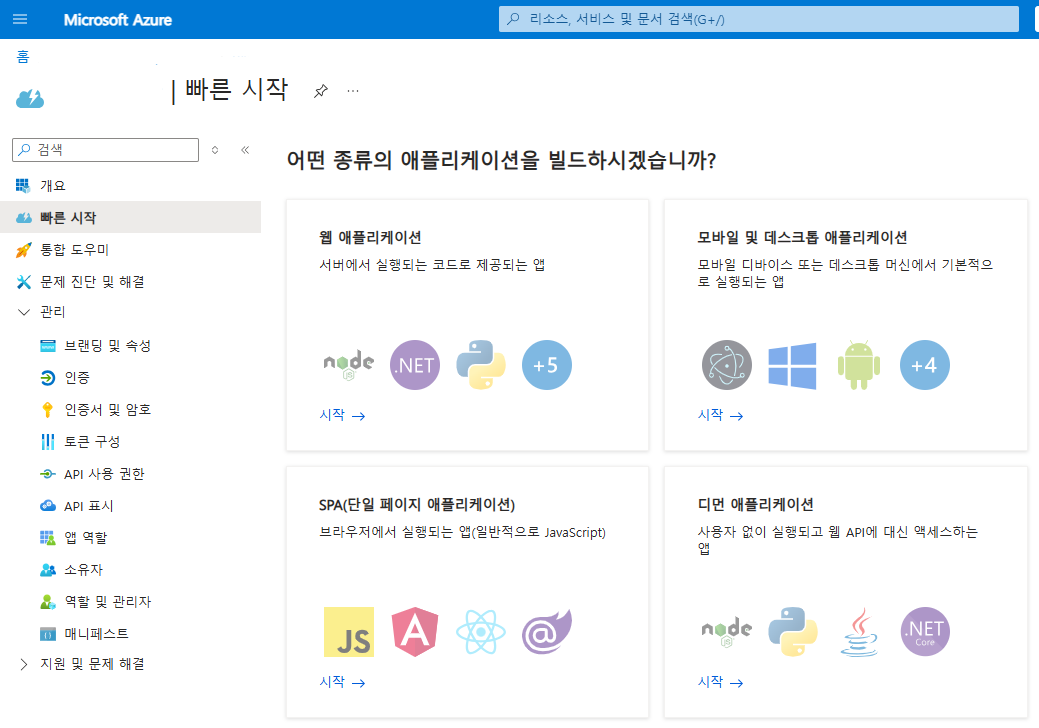 Microsoft Azure
리소스, 서비스 및 문서 검색(G+/)
홈
| 빠른 시작
...
검색
개요
빠른 시작
통합 도우미
문제 진단 및 해결
관리
브랜딩 및 속성
인증
인증서 및 암호
토큰 구성
API 사용 권한
API 표시
앱 역할
소유자
역할 및 관리자
매니페스트
지원 및 문제 해결
어떤 종류의 애플리케이션을 빌드하시겠습니까?
웹 애플리케이션
서버에서 실행되는 코드로 제공되는 앱
node
JS
.NET
+5
시작 →
모바일 및 데스크톱 애플리케이션
모바일 디바이스 또는 데스크톱 머신에서 기본적으
로 실행되는 앱
+4
시작 →
SPA(단일 페이지 애플리케이션)
브라우저에서 실행되는 앱(일반적으로 JavaScript)
JS
A
@
시작 →
디먼 애플리케이션
사용자 없이 실행되고 웹 API에 대신 액세스하는
앱
node
JS
.NET
Core
시작 →